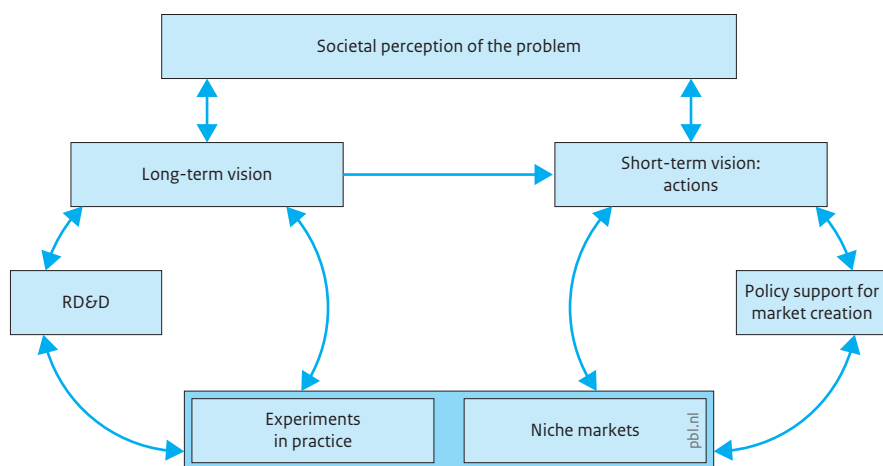 Societal perception of the problem
Long-term vision
Short-term vision:
actions
RD&D
Policy support for
market creation
Experiments
in practice
Niche markets
pbl.nl